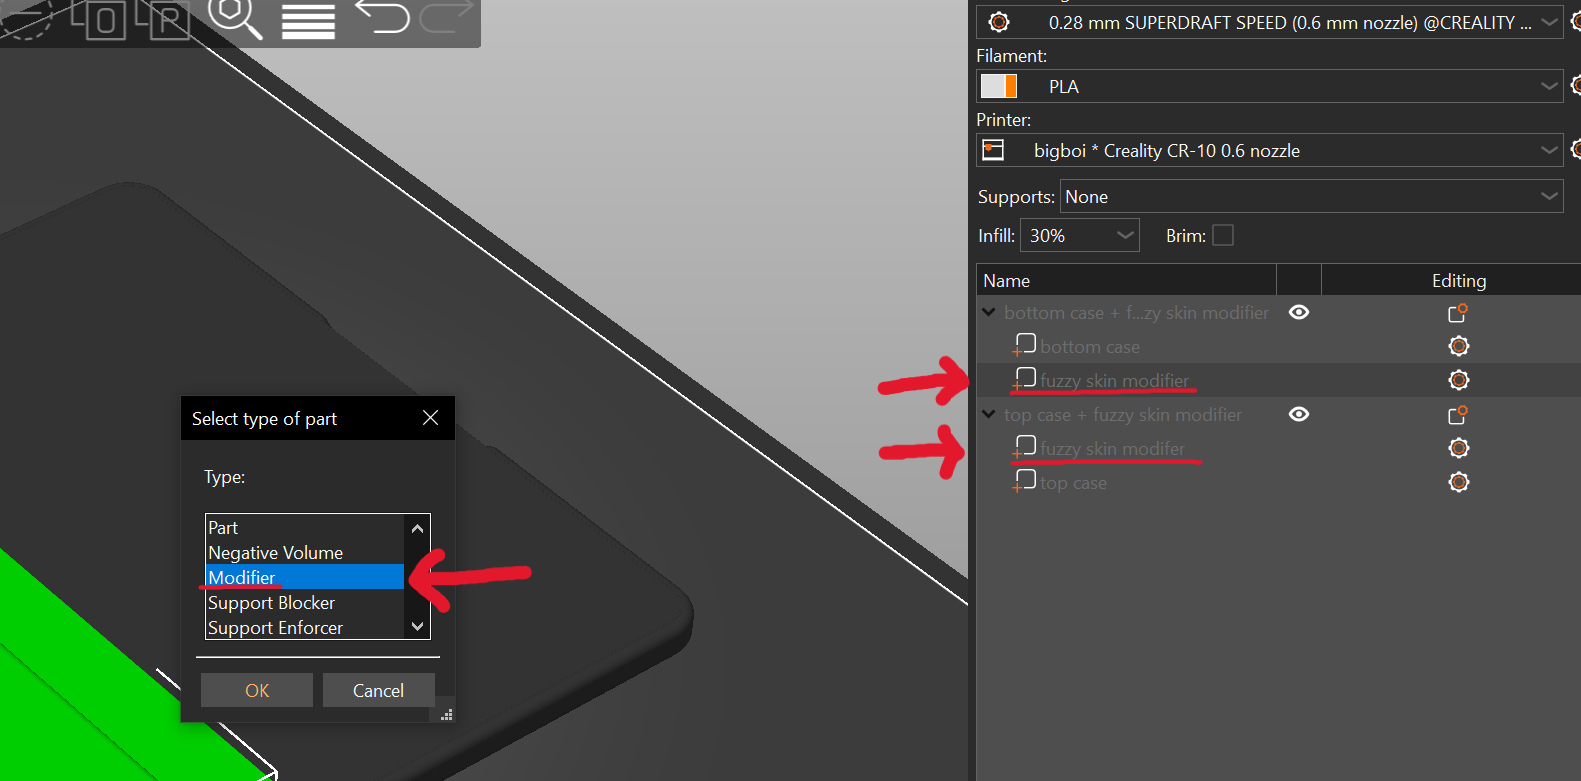 O
P
0.28 mm SUPERDRAFT SPEED (0.6 mm nozzle) @CREALITY ...
Filament:
PLA
Printer:
bigboi * Creality CR-10 0.6 nozzle
Supports: None
Infill: 30% Brim:
Name Editing
bottom case + f...zy skin modifier
bottom case
fuzzy skin modifier
top case + fuzzy skin modifier
fuzzy skin modifer
top case
Select type of part
Type:
Part
Negative Volume
Modifier
Support Blocker
Support Enforcer
OK Cancel